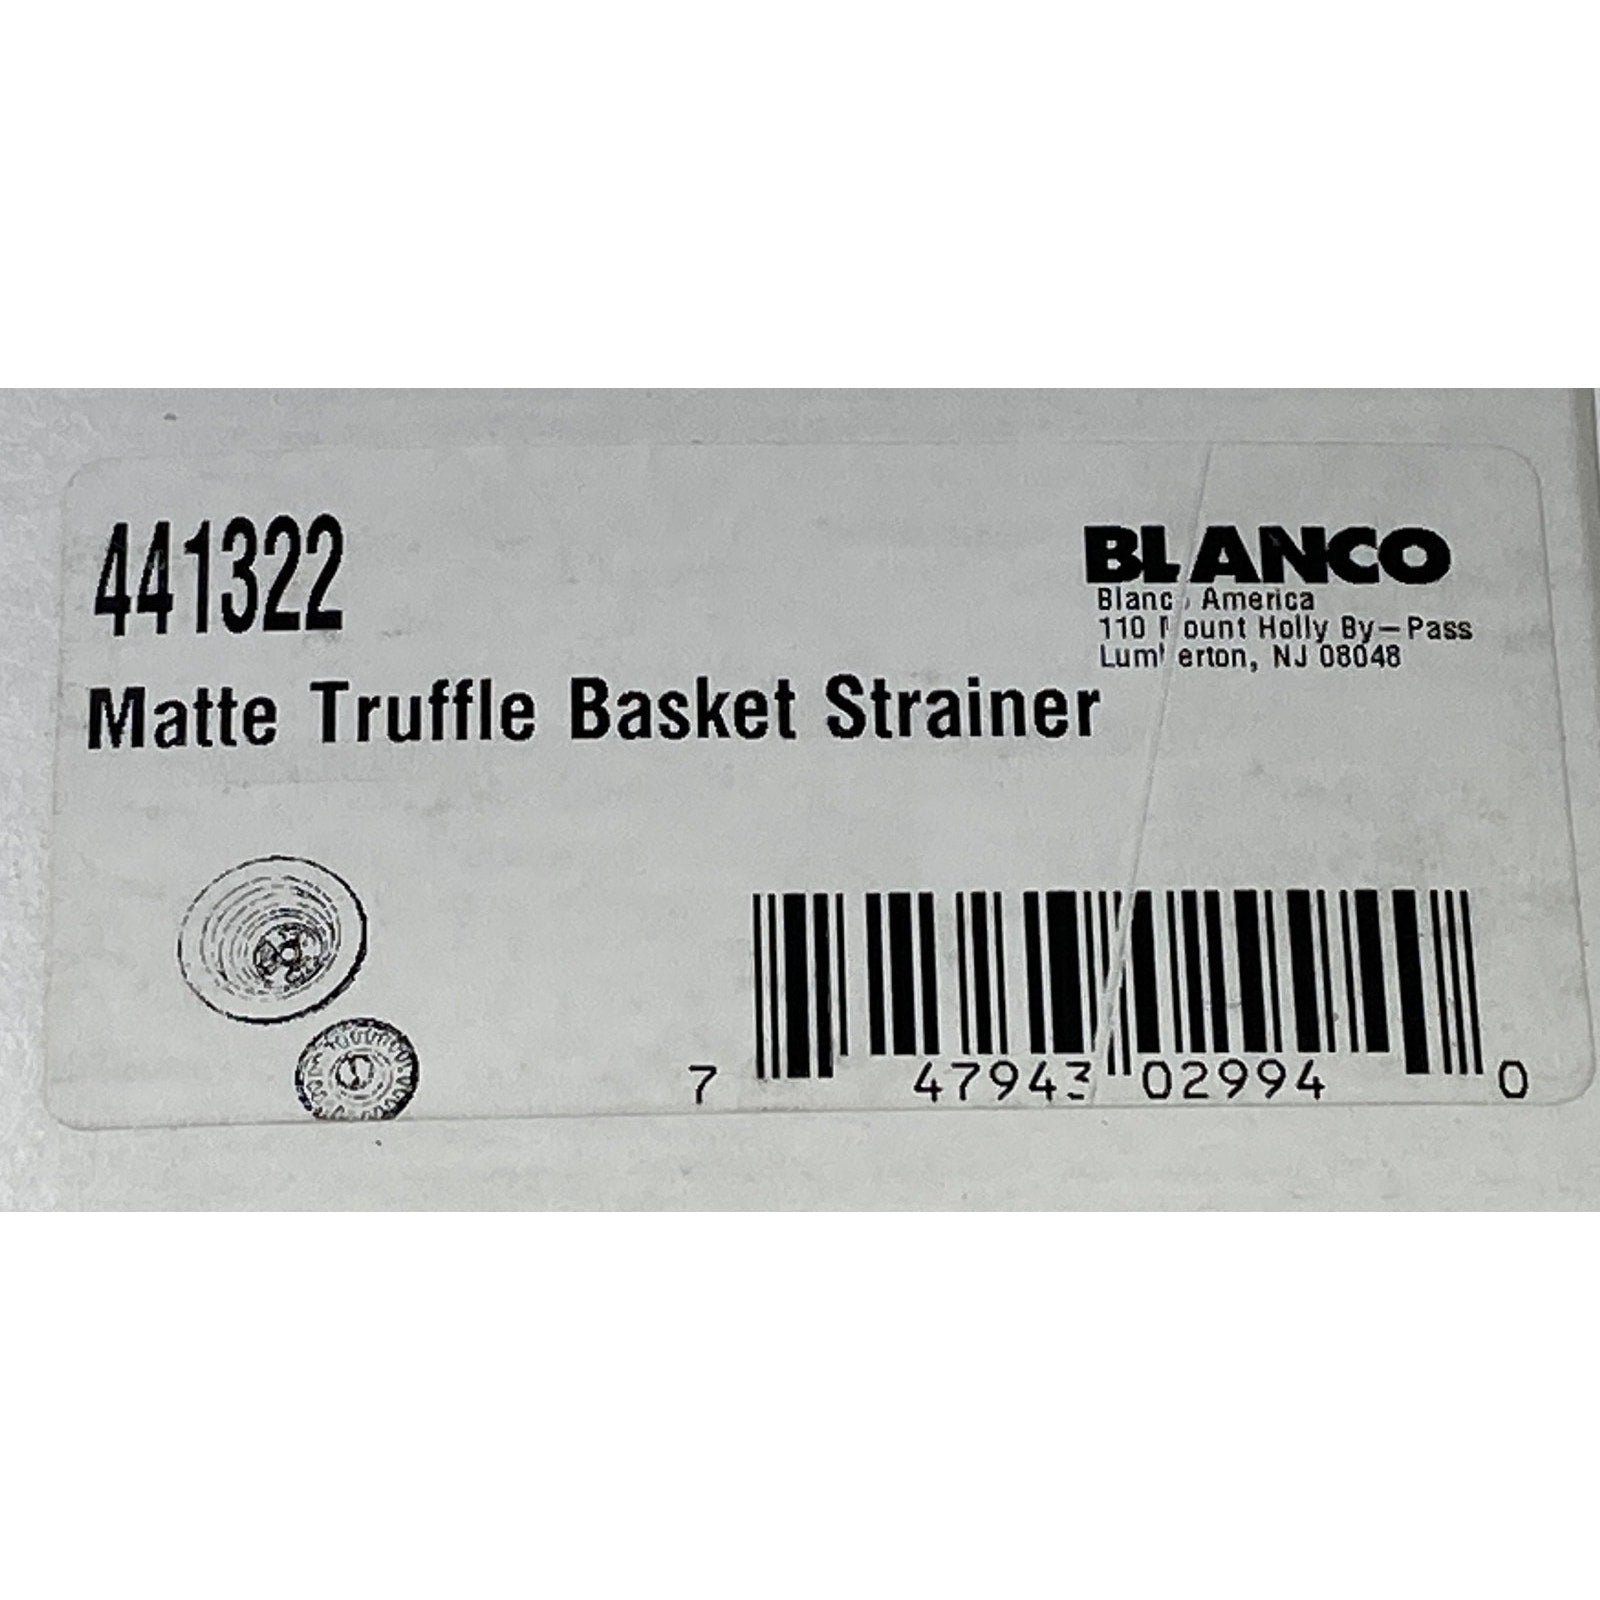 441322
BLANCO
Blanco America
110 Mount Holly By-Pass
Lumberton, NJ 08048
Matte Truffle Basket Strainer
7 47943 02994 0